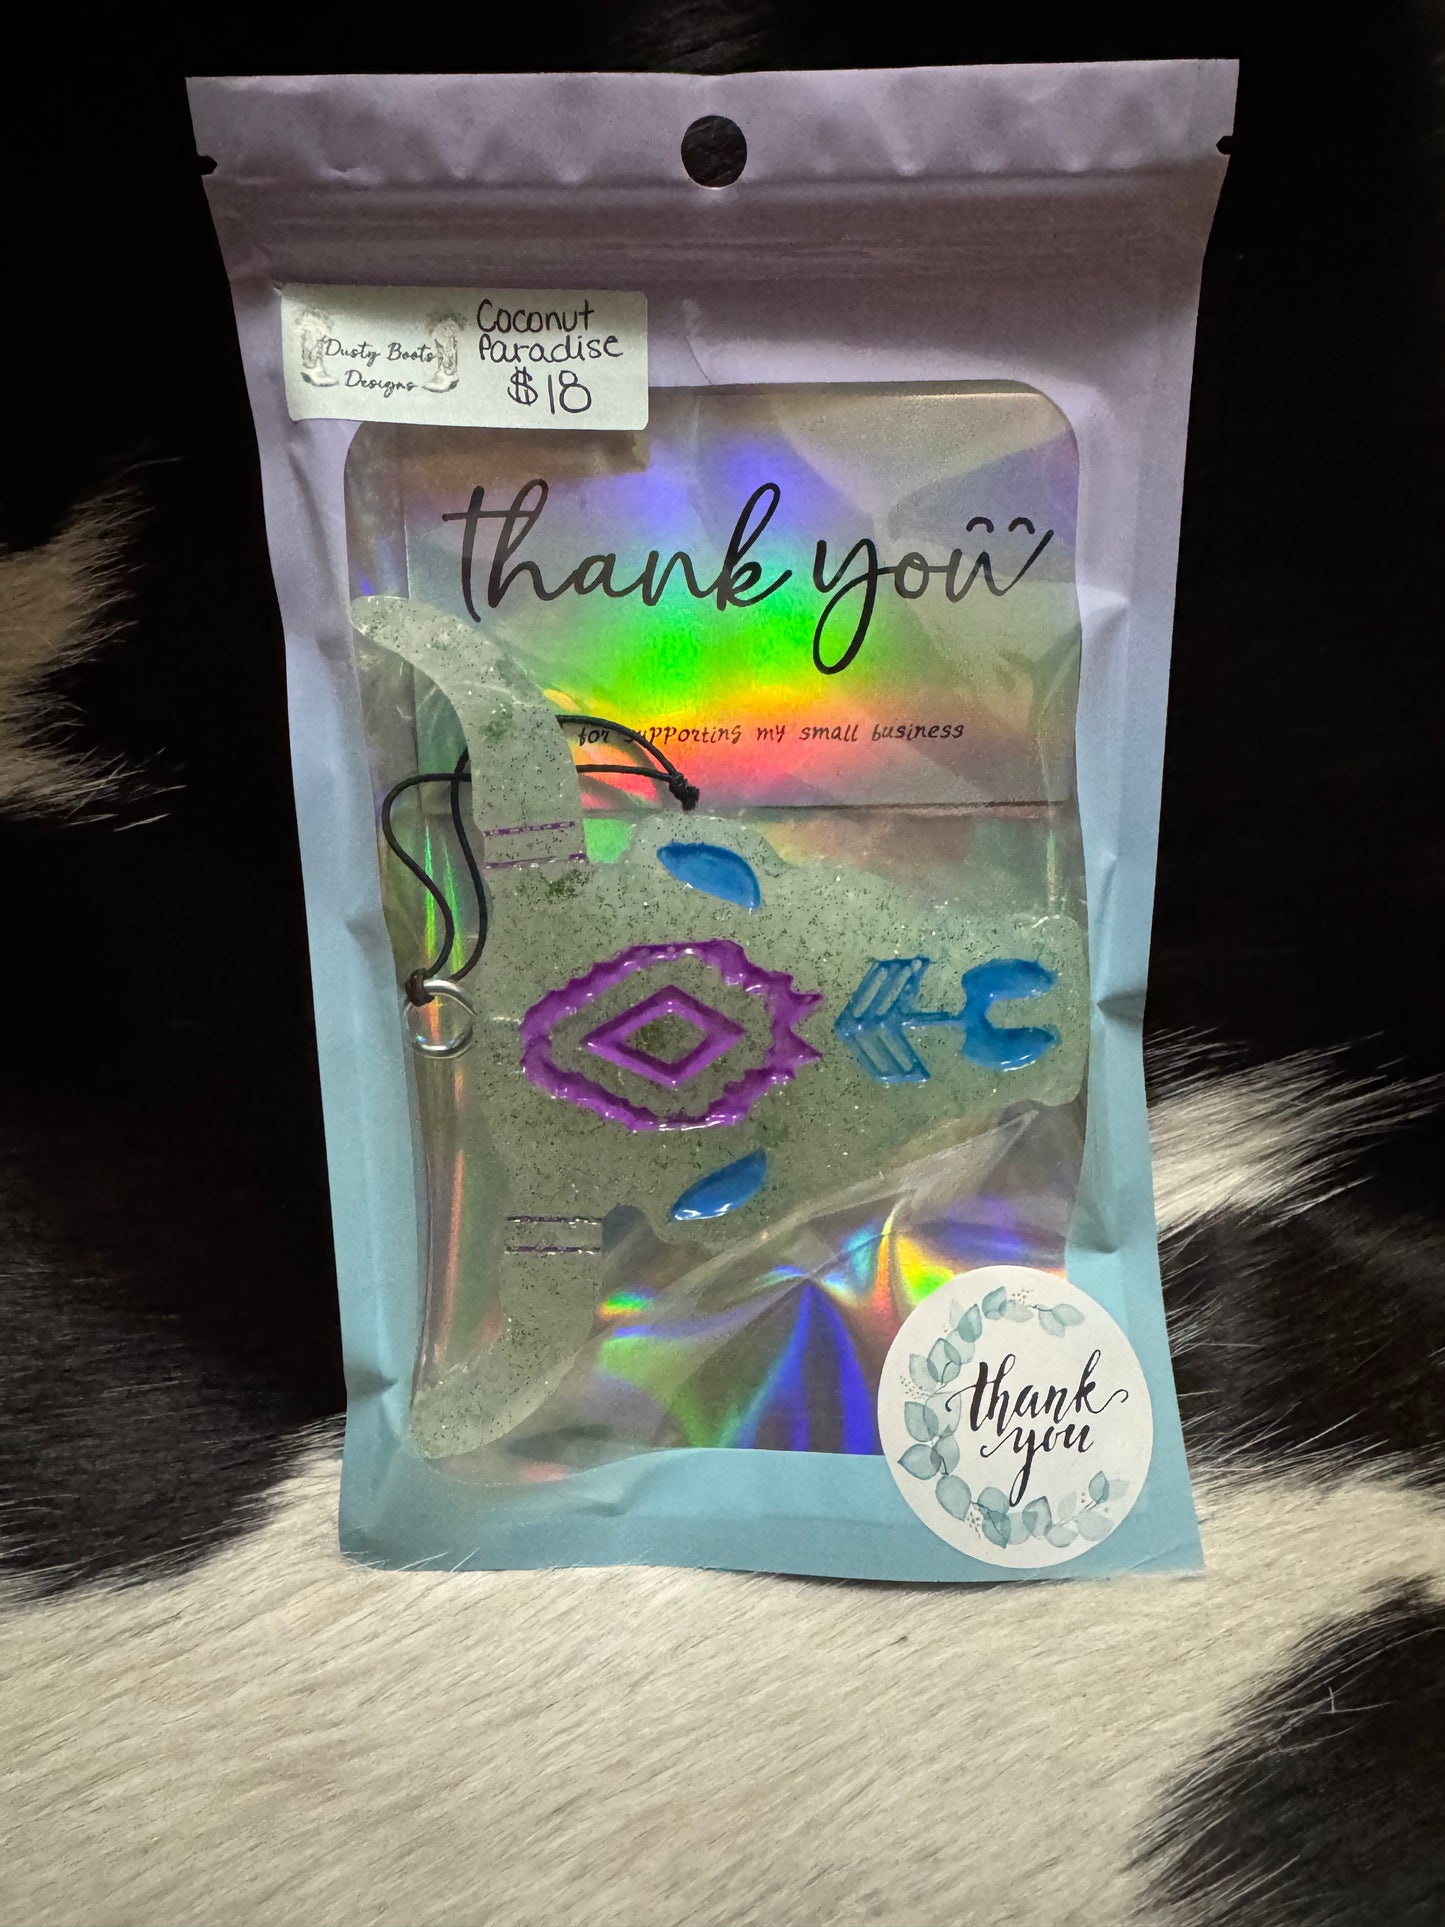 Dusty Boots
Designs
Coconut
Paradise
$18
thank you
for supporting my small business
thank
you